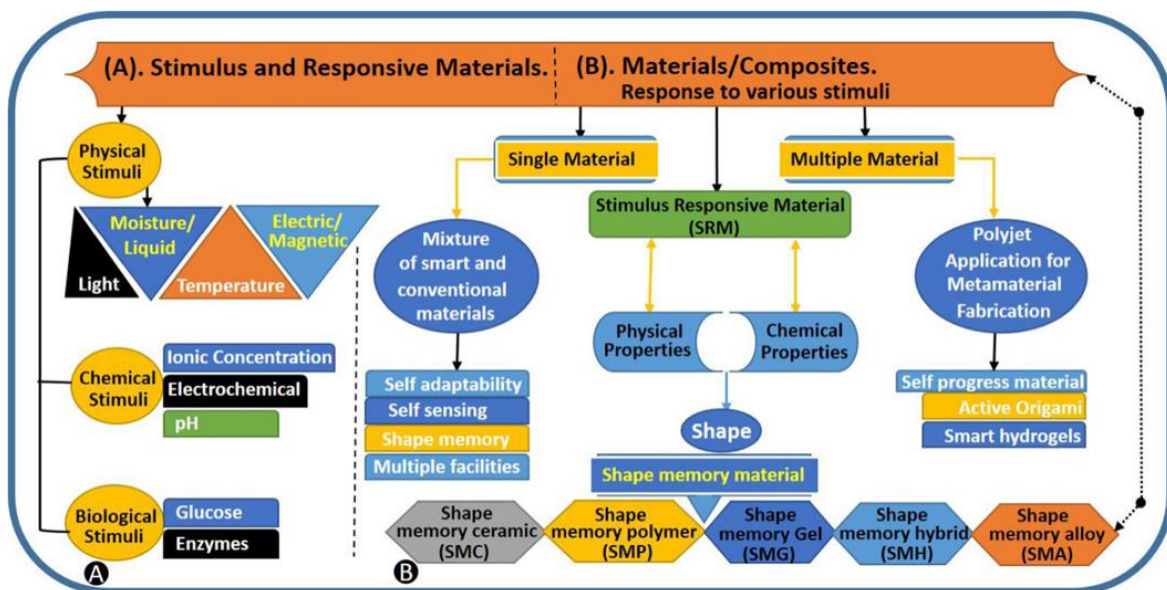 (A). Stimulus and Responsive Materials.
(B). Materials/Composites.
Response to various stimuli
Physical
Stimuli
Moisture/
Liquid
Electric/
Magnetic
Light
Temperature
Chemical
Stimuli
Ionic Concentration
Electrochemical
pH
Biological
Stimuli
Glucose
Enzymes
A
Single Material
Multiple Material
Stimulus Responsive Material
(SRM)
Mixture
of smart and
conventional
materials
Polyjet
Application for
Metamaterial
Fabrication
Physical
Properties
Chemical
Properties
Self adaptability
Self sensing
Shape memory
Multiple facilities
Self progress material
Active Origami
Smart hydrogels
Shape
Shape memory material
Shape
memory ceramic
(SMC)
Shape
memory polymer
(SMP)
Shape
memory Gel
(SMG)
Shape
memory hybrid
(SMH)
Shape
memory alloy
(SMA)
B